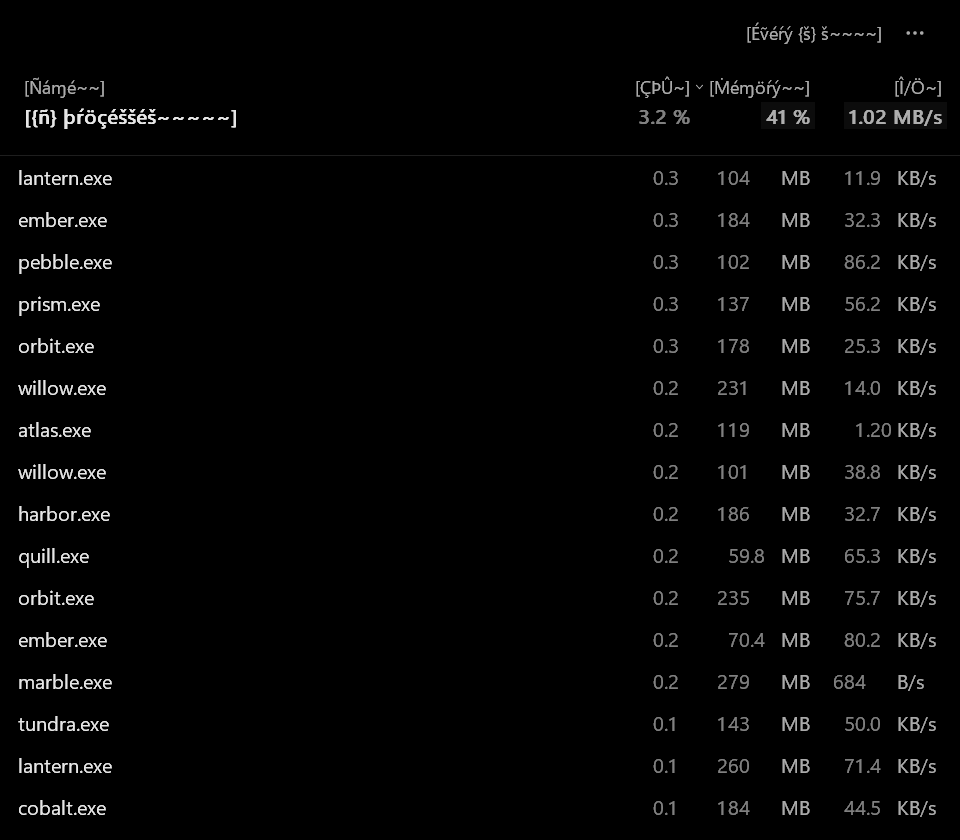 [Éṽéŕý {š} š~~~~] ···
[Ñáɱé~~] [ÇÞÛ~] [Ṁéɱöŕý~~] [Î/Ö~]
[{ñ} þŕöçéššéš~~~~~] 3.2 % 41 % 1.02 MB/s
lantern.exe 0.3 104 MB 11.9 KB/s
ember.exe 0.3 184 MB 32.3 KB/s
pebble.exe 0.3 102 MB 86.2 KB/s
prism.exe 0.3 137 MB 56.2 KB/s
orbit.exe 0.3 178 MB 25.3 KB/s
willow.exe 0.2 231 MB 14.0 KB/s
atlas.exe 0.2 119 MB 1.20 KB/s
willow.exe 0.2 101 MB 38.8 KB/s
harbor.exe 0.2 186 MB 32.7 KB/s
quill.exe 0.2 59.8 MB 65.3 KB/s
orbit.exe 0.2 235 MB 75.7 KB/s
ember.exe 0.2 70.4 MB 80.2 KB/s
marble.exe 0.2 279 MB 684 B/s
tundra.exe 0.1 143 MB 50.0 KB/s
lantern.exe 0.1 260 MB 71.4 KB/s
cobalt.exe 0.1 184 MB 44.5 KB/s